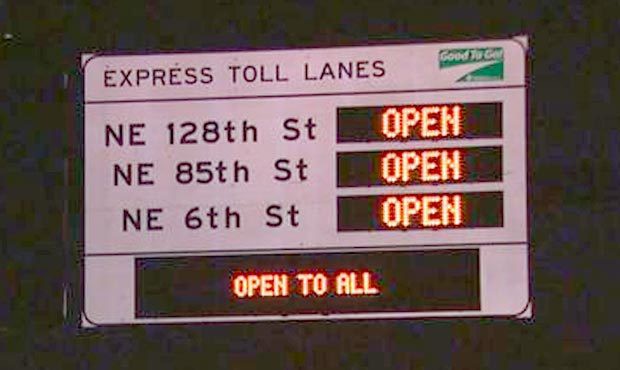 EXPRESS TOLL LANES
Good To Go!
NE 128th St OPEN
NE 85th St OPEN
NE 6th St OPEN
OPEN TO ALL